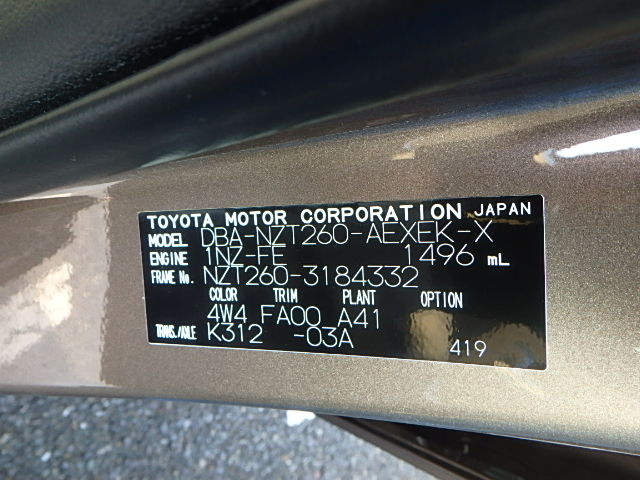 TOYOTA MOTOR CORPORATION JAPAN
MODEL DBA-NZT260-AEXEK-X
ENGINE 1NZ-FE 1496 mL
FRAME No. NZT260-3184332
COLOR TRIM PLANT OPTION
4W4 FA00 A41
TRANS./AXLE K312 -03A
419